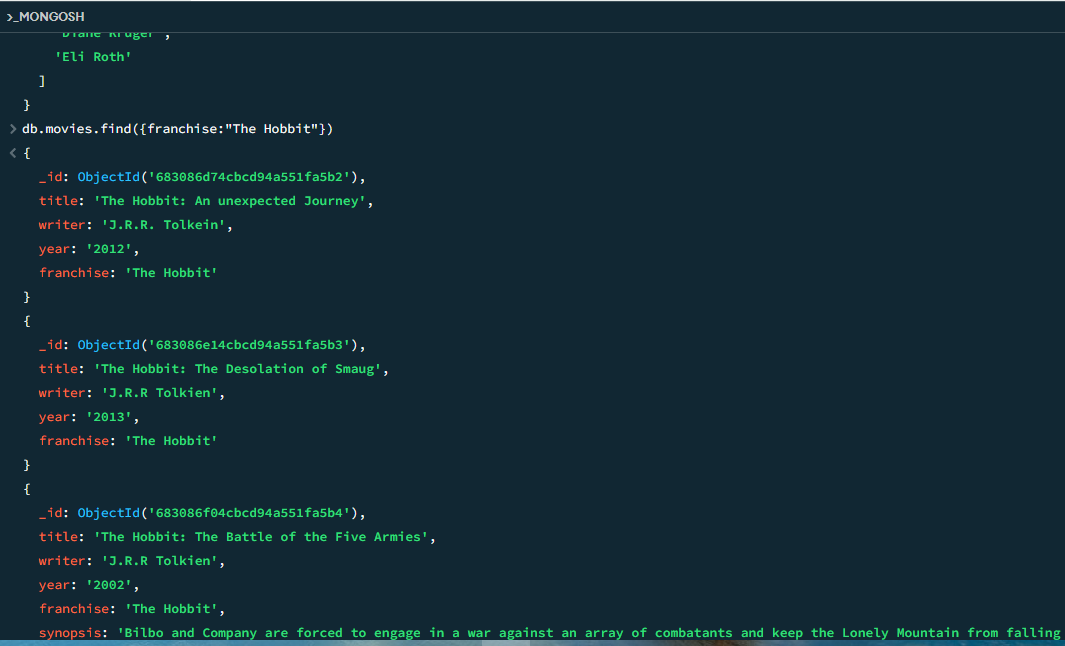 >_MONGOSH
'Diane Kruger',
'Eli Roth'
]
}
> db.movies.find({franchise:"The Hobbit"})
< {
_id: ObjectId('683086d74cbcd94a551fa5b2'),
title: 'The Hobbit: An unexpected Journey',
writer: 'J.R.R. Tolkein',
year: '2012',
franchise: 'The Hobbit'
}
{
_id: ObjectId('683086e14cbcd94a551fa5b3'),
title: 'The Hobbit: The Desolation of Smaug',
writer: 'J.R.R Tolkien',
year: '2013',
franchise: 'The Hobbit'
}
{
_id: ObjectId('683086f04cbcd94a551fa5b4'),
title: 'The Hobbit: The Battle of the Five Armies',
writer: 'J.R.R Tolkien',
year: '2002',
franchise: 'The Hobbit',
synopsis: 'Bilbo and Company are forced to engage in a war against an array of combatants and keep the Lonely Mountain from falling